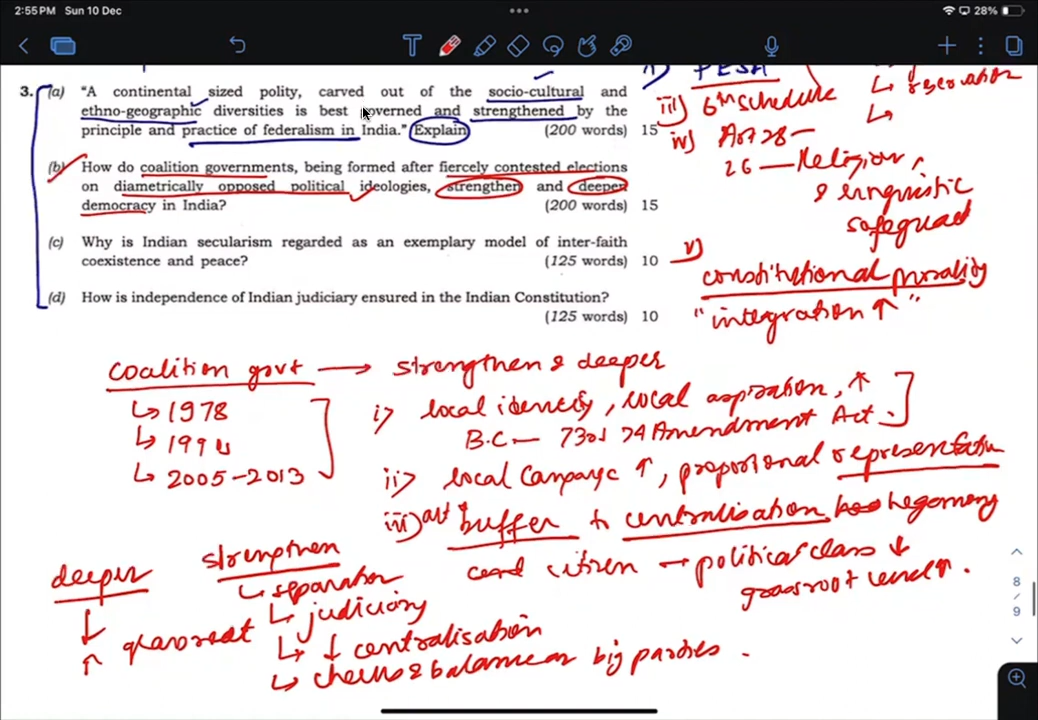 2:55 PM Sun 10 Dec
28%
3. (a) "A continental sized polity, carved out of the socio-cultural and
ethno-geographic diversities is best governed and strengthened by the
principle and practice of federalism in India." Explain
(200 words) 15
(b) How do coalition governments, being formed after fiercely contested elections
on diametrically opposed political ideologies, strengthen and deepen
democracy in India?
(200 words) 15
(c) Why is Indian secularism regarded as an exemplary model of inter-faith
coexistence and peace?
(125 words) 10
(d) How is independence of Indian judiciary ensured in the Indian Constitution?
(125 words) 10
PESA
iii) 6th schedule
iv) Art 28 —
26 — Religion,
& linguistic
safeguad
v)
constitutional morality
"integration ↑"
coalition govt → strengthen & deeper
↳ 1978
↳ 199
↳ 2005-2013
i) local identity, local aspiration, ↑
B.C — 73rd 74 Amendment Act.
ii) local Campaign ↑, proportional representation
iii) act buffer to centralisation hegemony
citizen → political class ↓
grassroot level ↑.
deeper
↓
↑ grassroot
strengthen
↳ separation
↳ judiciary
↳ ↓ centralisation
↳ checks & balance on big parties.
8
/
9